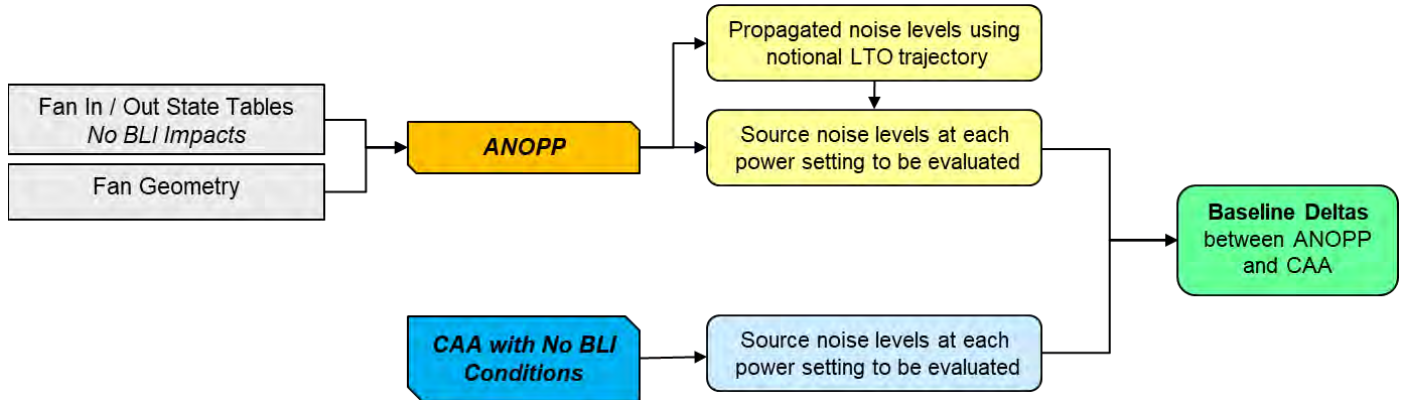 Propagated noise levels using
notional LTO trajectory
Fan In / Out State Tables
No BLI Impacts
Fan Geometry
ANOPP
Source noise levels at each
power setting to be evaluated
Baseline Deltas
between ANOPP
and CAA
CAA with No BLI
Conditions
Source noise levels at each
power setting to be evaluated